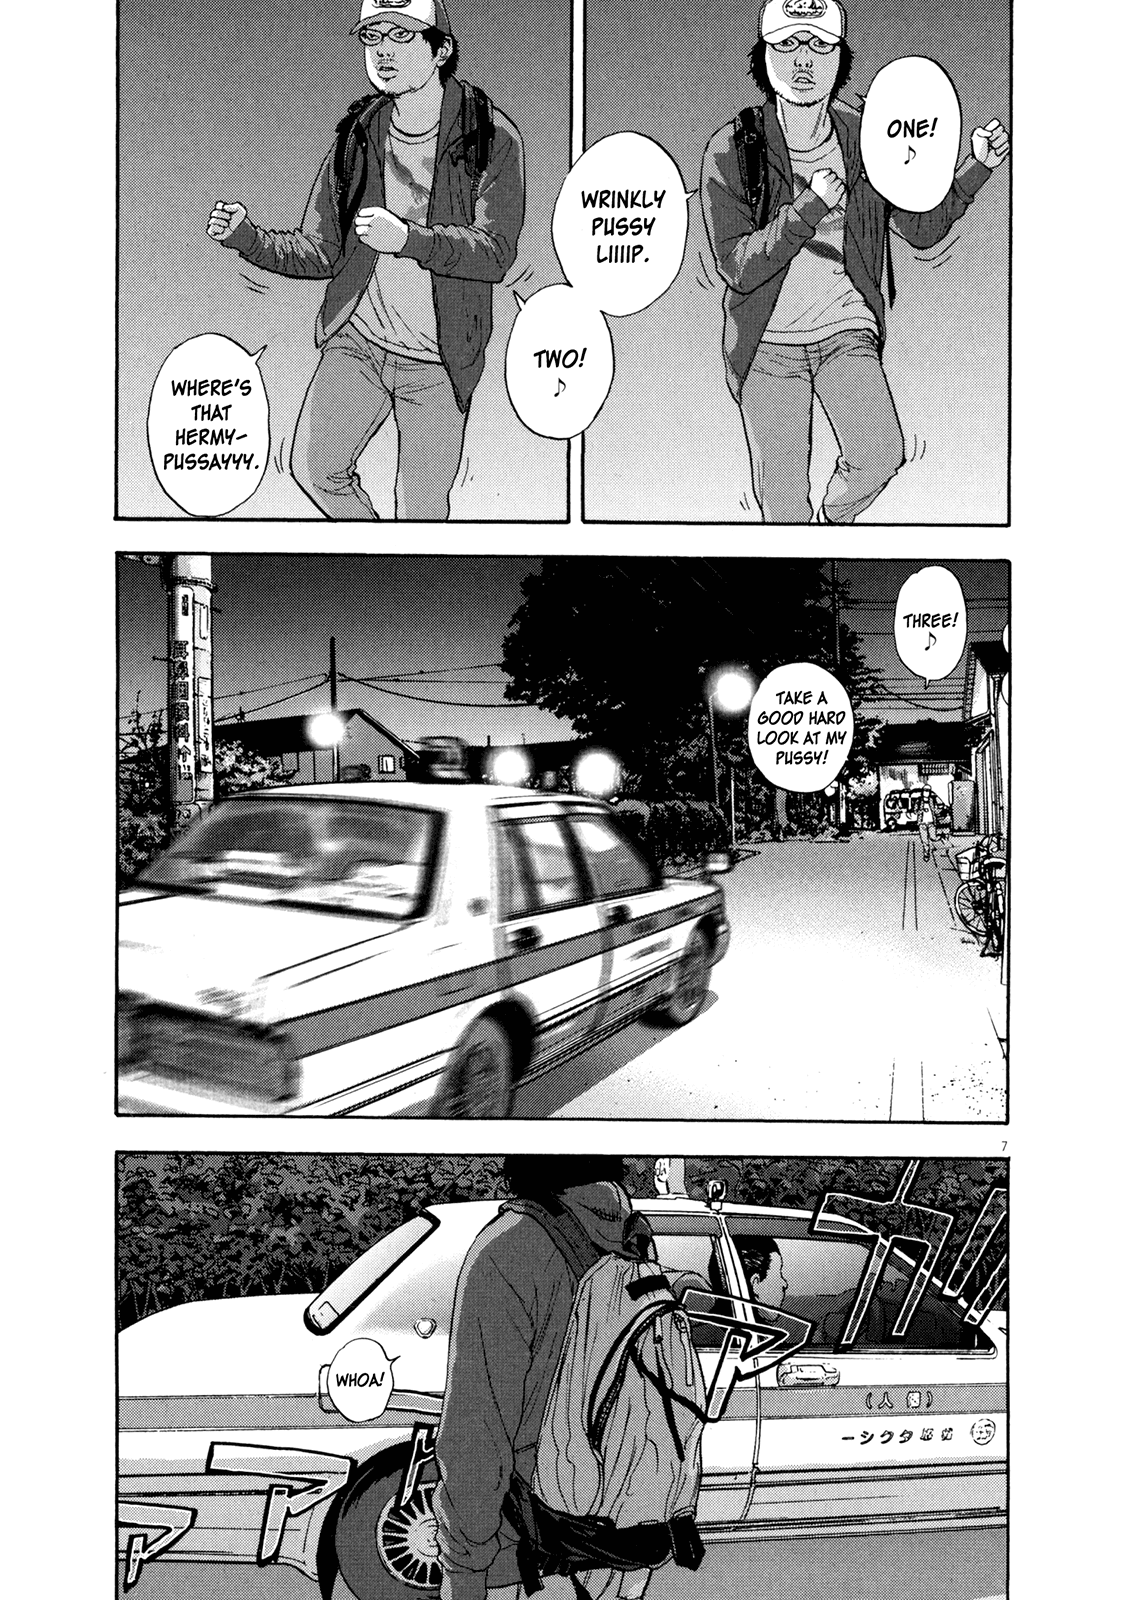 ONE!
♪
WRINKLY
PUSSY
LIIIIP.
TWO!
♪
WHERE'S
THAT
HERMY-
PUSSAYYY.
THREE!
♪
TAKE A
GOOD HARD
LOOK AT MY
PUSSY!
7
WHOA!
(人個)
ーシクタ